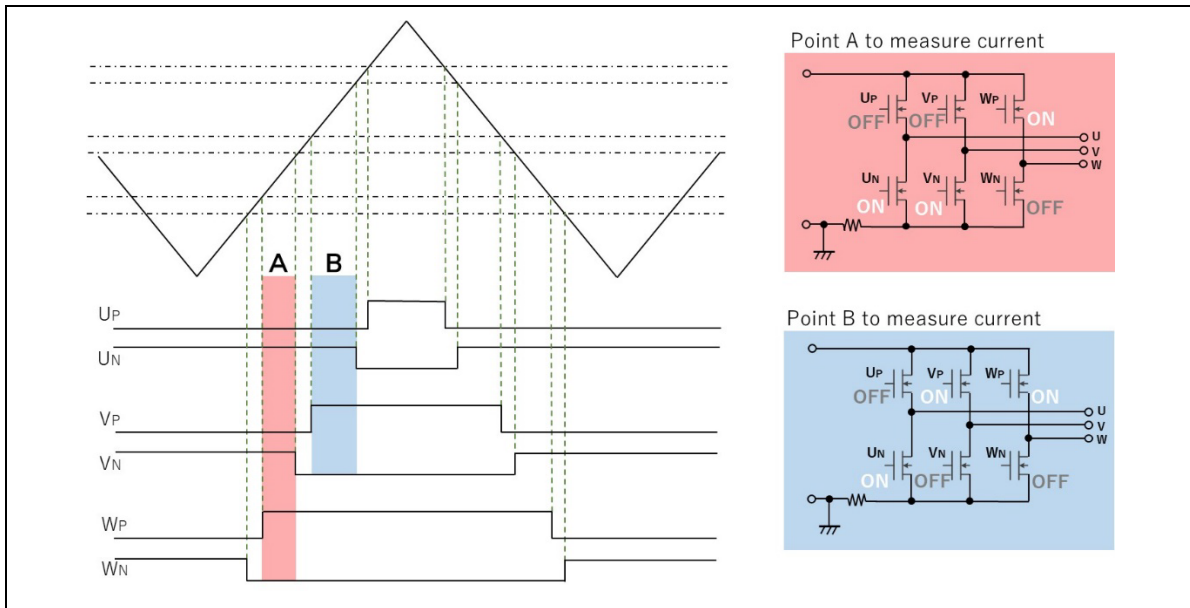 A B
UP
UN
VP
VN
WP
WN
Point A to measure current
UP VP WP
OFF OFF ON
U
V
W
UN VN WN
ON ON OFF
Point B to measure current
UP VP WP
OFF ON ON
U
V
W
UN VN WN
ON OFF OFF